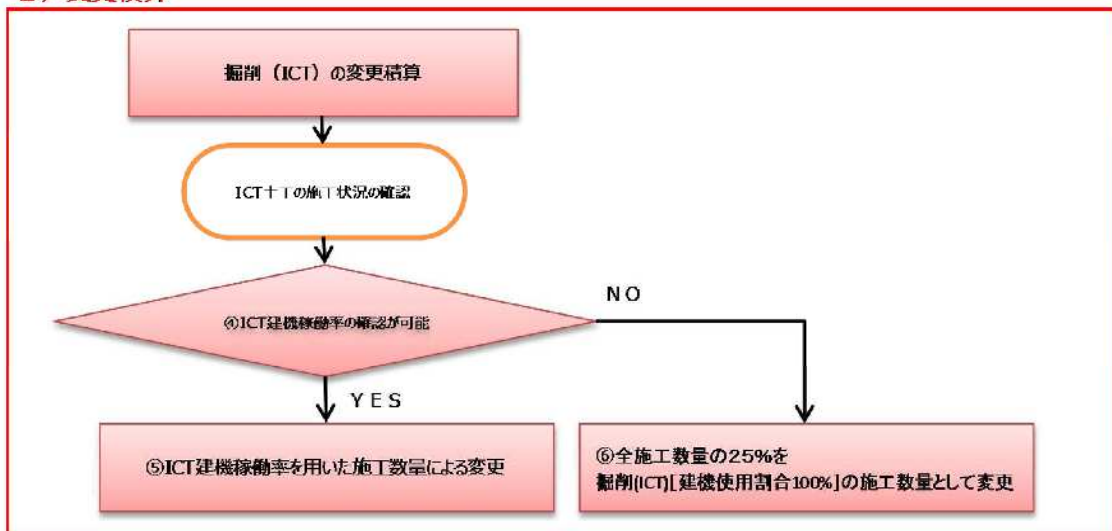 掘削（ICT）の変更積算
ICT土工の施工状況の確認
④ICT建機稼働率の確認が可能
NO
YES
⑤ICT建機稼働率を用いた施工数量による変更
⑥全施工数量の25%を
掘削(ICT)[建機使用割合100%]の施工数量として変更